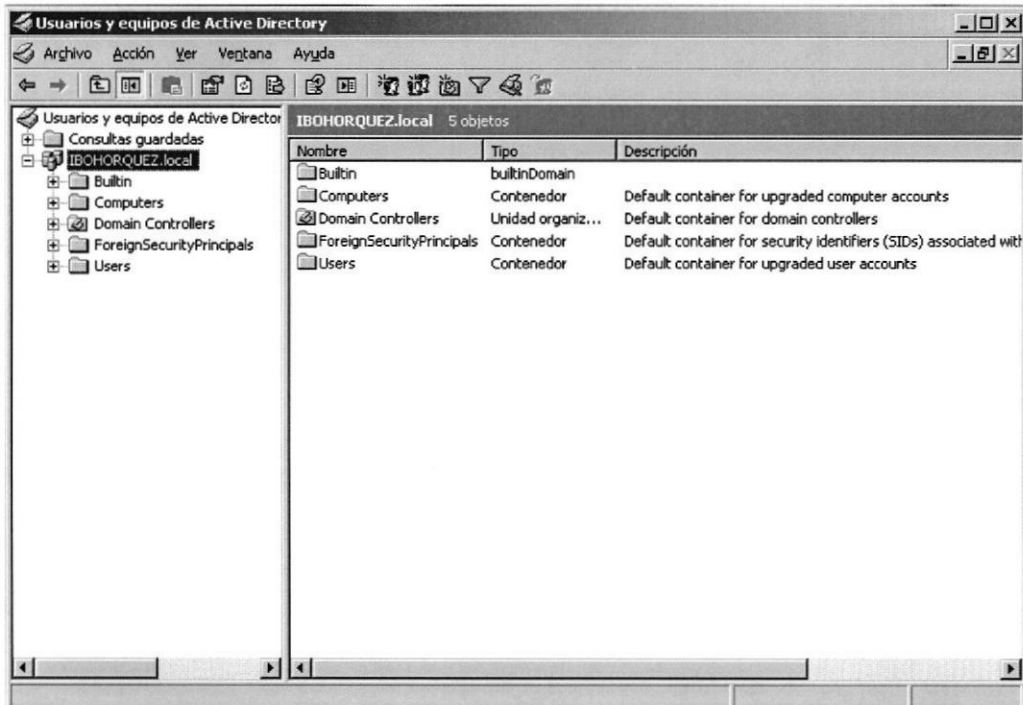 Usuarios y equipos de Active Directory
Archivo Acción Ver Ventana Ayuda
Usuarios y equipos de Active Director
Consultas guardadas
IBOHORQUEZ.local
Builtin
Computers
Domain Controllers
ForeignSecurityPrincipals
Users
IBOHORQUEZ.local 5 objetos
Nombre Tipo Descripción
Builtin builtinDomain
Computers Contenedor Default container for upgraded computer accounts
Domain Controllers Unidad organiz... Default container for domain controllers
ForeignSecurityPrincipals Contenedor Default container for security identifiers (SIDs) associated with
Users Contenedor Default container for upgraded user accounts